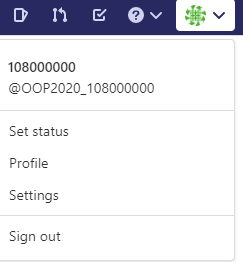 108000000
@OOP2020_108000000
Set status
Profile
Settings
Sign out